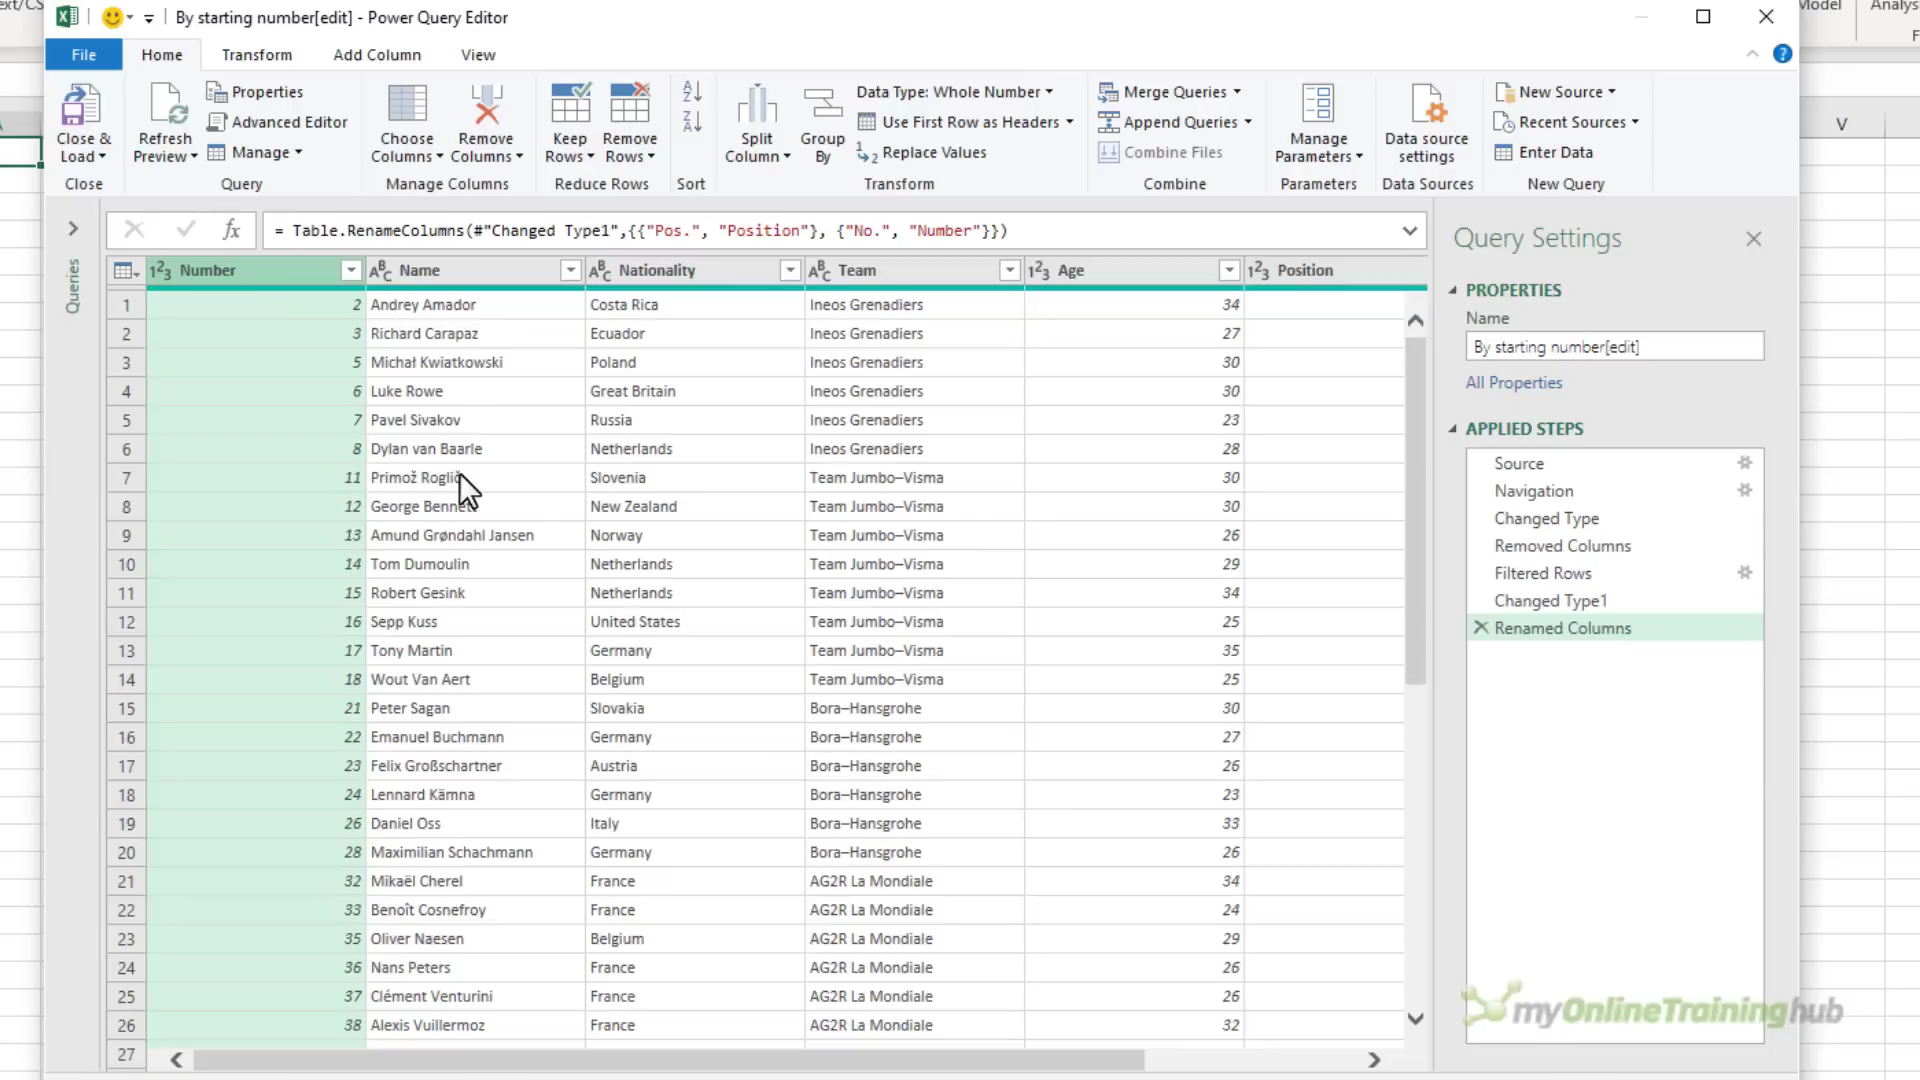 ext/CS
By starting number[edit] - Power Query Editor
Model
Analys
File
Home
Transform
Add Column
View
?
F
Close &
Load
Close
Refresh
Preview
Properties
Advanced Editor
Manage
Query
Choose
Columns
Remove
Columns
Manage Columns
Keep
Rows
Remove
Rows
Reduce Rows
Sort
Split
Column
Group
By
Data Type: Whole Number
Use First Row as Headers
Replace Values
Transform
Merge Queries
Append Queries
Combine Files
Combine
Manage
Parameters
Parameters
Data source
settings
Data Sources
New Source
Recent Sources
Enter Data
New Query
V
Queries
fx = Table.RenameColumns(#"Changed Type1",{{"Pos.", "Position"}, {"No.", "Number"}})
Number Name Nationality Team Age Position
1 2 Andrey Amador Costa Rica Ineos Grenadiers 34
2 3 Richard Carapaz Ecuador Ineos Grenadiers 27
3 5 Michał Kwiatkowski Poland Ineos Grenadiers 30
4 6 Luke Rowe Great Britain Ineos Grenadiers 30
5 7 Pavel Sivakov Russia Ineos Grenadiers 23
6 8 Dylan van Baarle Netherlands Ineos Grenadiers 28
7 11 Primož Roglič Slovenia Team Jumbo–Visma 30
8 12 George Bennett New Zealand Team Jumbo–Visma 30
9 13 Amund Grøndahl Jansen Norway Team Jumbo–Visma 26
10 14 Tom Dumoulin Netherlands Team Jumbo–Visma 29
11 15 Robert Gesink Netherlands Team Jumbo–Visma 34
12 16 Sepp Kuss United States Team Jumbo–Visma 25
13 17 Tony Martin Germany Team Jumbo–Visma 35
14 18 Wout Van Aert Belgium Team Jumbo–Visma 25
15 21 Peter Sagan Slovakia Bora–Hansgrohe 30
16 22 Emanuel Buchmann Germany Bora–Hansgrohe 27
17 23 Felix Großschartner Austria Bora–Hansgrohe 26
18 24 Lennard Kämna Germany Bora–Hansgrohe 23
19 26 Daniel Oss Italy Bora–Hansgrohe 33
20 28 Maximilian Schachmann Germany Bora–Hansgrohe 26
21 32 Mikaël Cherel France AG2R La Mondiale 34
22 33 Benoît Cosnefroy France AG2R La Mondiale 24
23 35 Oliver Naesen Belgium AG2R La Mondiale 29
24 36 Nans Peters France AG2R La Mondiale 26
25 37 Clément Venturini France AG2R La Mondiale 26
26 38 Alexis Vuillermoz France AG2R La Mondiale 32
27
Query Settings
PROPERTIES
Name
By starting number[edit]
All Properties
APPLIED STEPS
Source
Navigation
Changed Type
Removed Columns
Filtered Rows
Changed Type1
Renamed Columns
myOnlineTraininghub